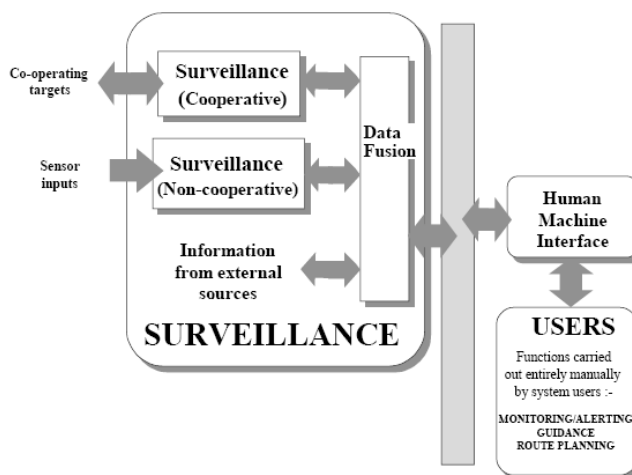 Co-operating
targets
Surveillance
(Cooperative)
Sensor
inputs
Surveillance
(Non-cooperative)
Information
from external
sources
Data
Fusion
SURVEILLANCE
Human
Machine
Interface
USERS
Functions carried
out entirely manually
by system users :-
MONITORING/ALERTING
GUIDANCE
ROUTE PLANNING